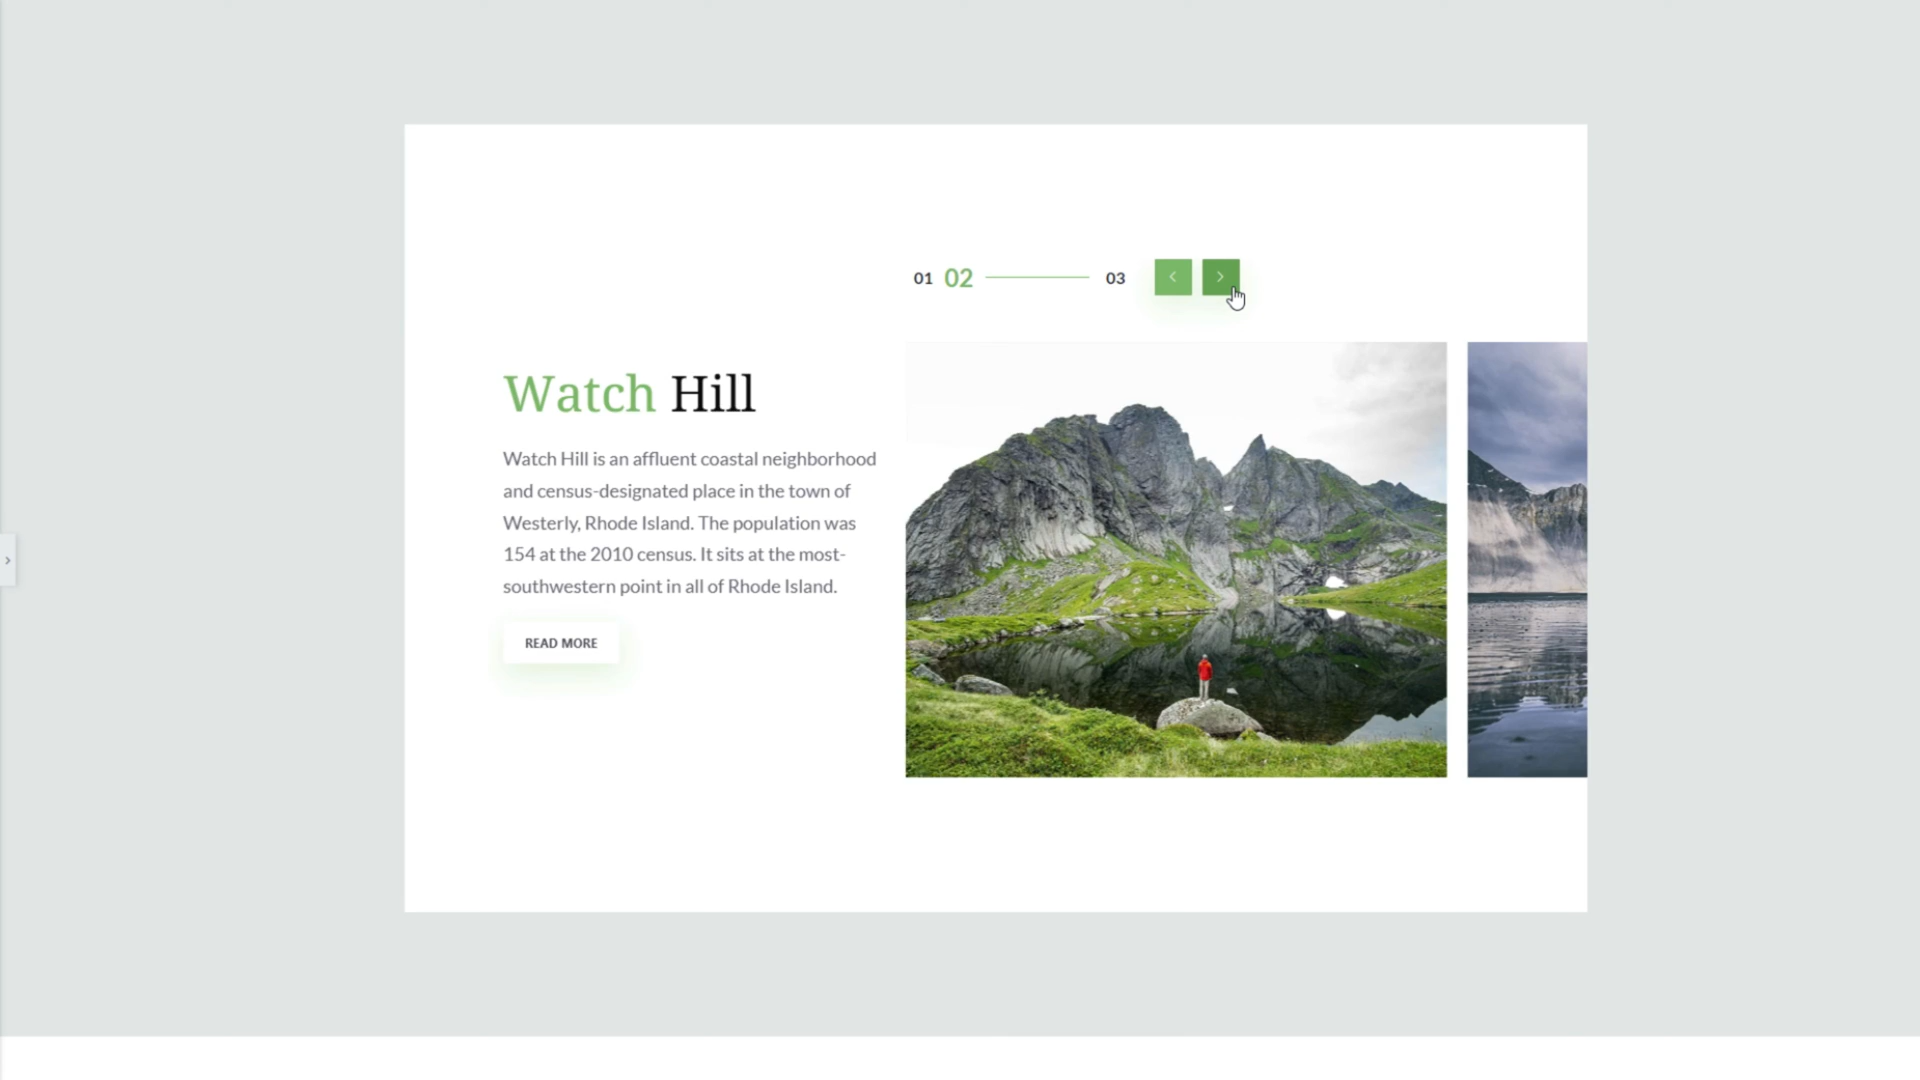 01 02 03
Watch Hill
Watch Hill is an affluent coastal neighborhood
and census-designated place in the town of
Westerly, Rhode Island. The population was
154 at the 2010 census. It sits at the most-
southwestern point in all of Rhode Island.
READ MORE